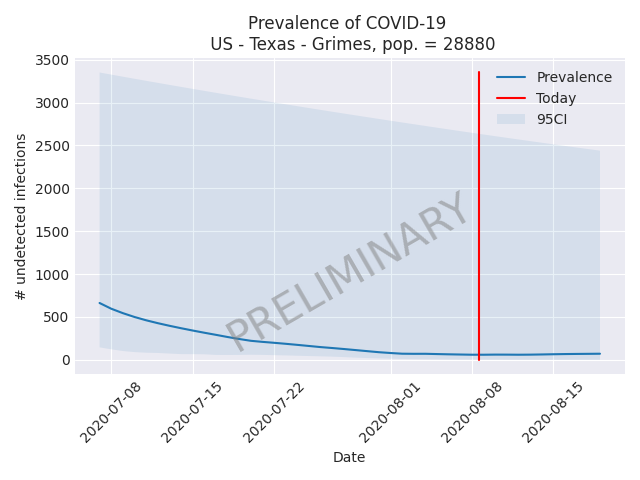 Prevalence of COVID-19
US - Texas - Grimes, pop. = 28880
3500
3000
2500
2000
1500
1000
500
0
# undetected infections
Prevalence
Today
95CI
PRELIMINARY
2020-07-08
2020-07-15
2020-07-22
2020-08-01
2020-08-08
2020-08-15
Date